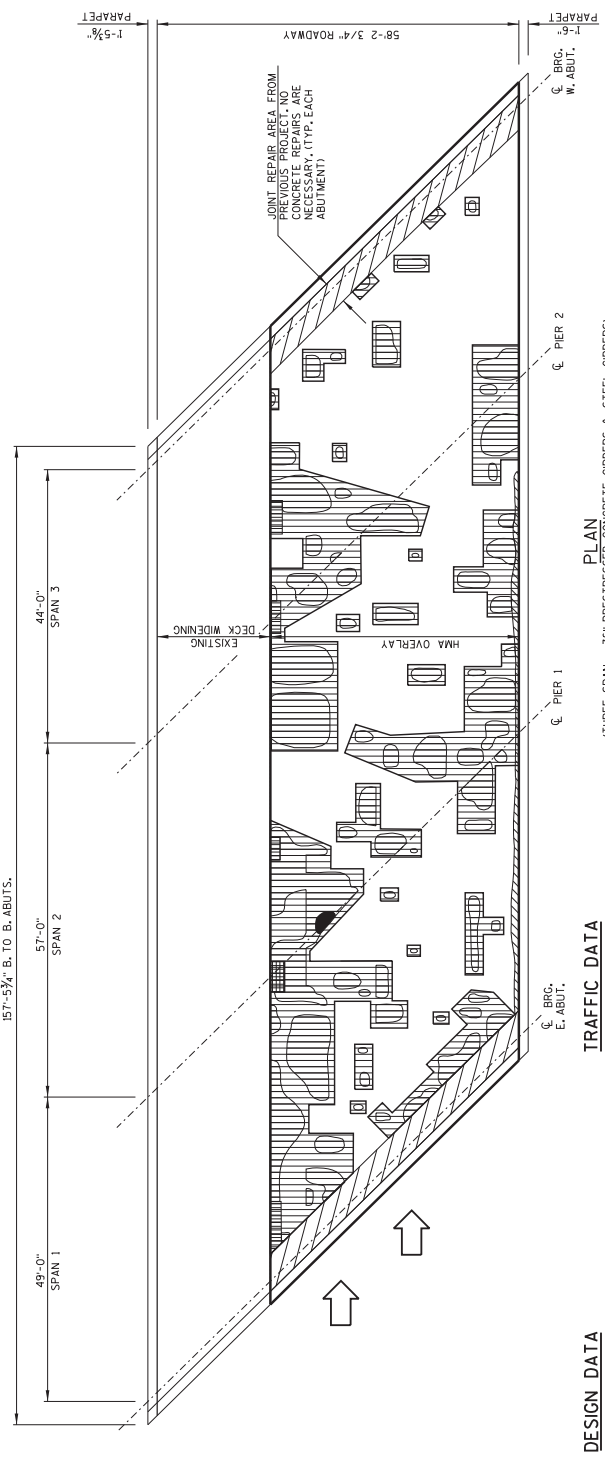 157'-5¾" B. TO B. ABUTS.
49'-0"
SPAN 1
57'-0"
SPAN 2
44'-0"
SPAN 3
1'-5⅜"
PARAPET
58'-2 3/4" ROADWAY
1'-6"
PARAPET
EXISTING
DECK WIDENING
HMA OVERLAY
JOINT REPAIR AREA FROM
PREVIOUS PROJECT. NO
CONCRETE REPAIRS ARE
NECESSARY. (TYP. EACH
ABUTMENT)
℄ BRG.
E. ABUT.
℄ PIER 1
℄ PIER 2
℄ BRG.
W. ABUT.
PLAN
DESIGN DATA
TRAFFIC DATA